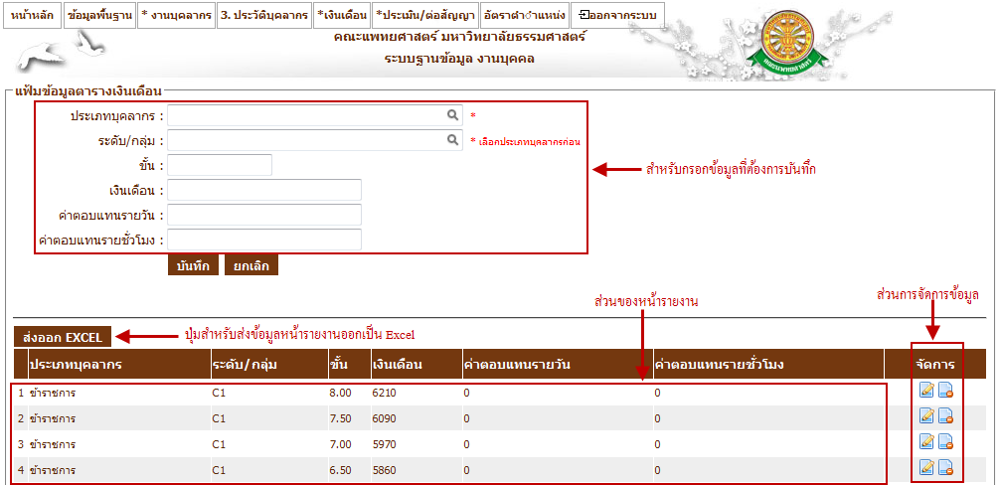 หน้าหลัก ข้อมูลพื้นฐาน * งานบุคลากร 3. ประวัติบุคลากร *เงินเดือน *ประเมิน/ต่อสัญญา อัตราตำแหน่ง ออกจากระบบ
คณะแพทยศาสตร์ มหาวิทยาลัยธรรมศาสตร์
ระบบฐานข้อมูล งานบุคคล
คณะแพทยศาสตร์
แฟ้มข้อมูลตารางเงินเดือน
ประเภทบุคลากร : *
ระดับ/กลุ่ม : * เลือกประเภทบุคลากรก่อน
ขั้น :
สำหรับกรอกข้อมูลที่ต้องการบันทึก
เงินเดือน :
ค่าตอบแทนรายวัน :
ค่าตอบแทนรายชั่วโมง :
บันทึก ยกเลิก
ส่วนของหน้ารายงาน ส่วนการจัดการข้อมูล
ส่งออก EXCEL ปุ่มสำหรับส่งข้อมูลหน้ารายงานออกเป็น Excel
ประเภทบุคลากร ระดับ/กลุ่ม ขั้น เงินเดือน ค่าตอบแทนรายวัน ค่าตอบแทนรายชั่วโมง จัดการ
1 ข้าราชการ C1 8.00 6210 0 0
2 ข้าราชการ C1 7.50 6090 0 0
3 ข้าราชการ C1 7.00 5970 0 0
4 ข้าราชการ C1 6.50 5860 0 0